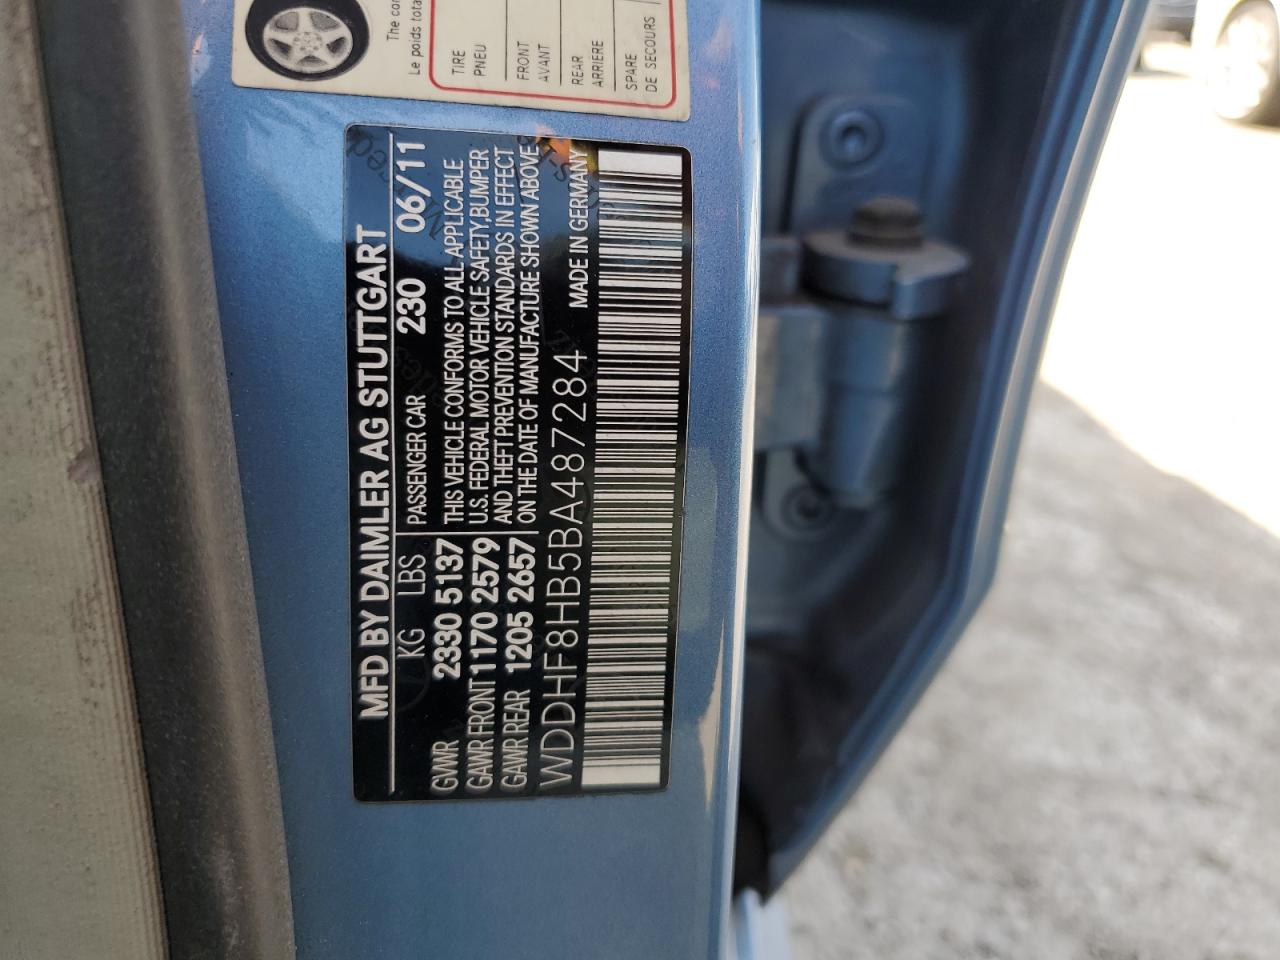 The
Le poids
TIRE
PNEU
FRONT
AVANT
REAR
ARRIERE
SPARE
DE SECOURS
MFD BY DAIMLER AG STUTTGART
KG LBS PASSENGER CAR 230 06/11
GVWR 2330 5137
GAWR FRONT 1170 2579
GAWR REAR 1205 2657
THIS VEHICLE CONFORMS TO ALL APPLICABLE
U.S. FEDERAL MOTOR VEHICLE SAFETY,BUMPER
AND THEFT PREVENTION STANDARDS IN EFFECT
ON THE DATE OF MANUFACTURE SHOWN ABOVE
WDDHF8HB5BA487284 MADE IN GERMANY